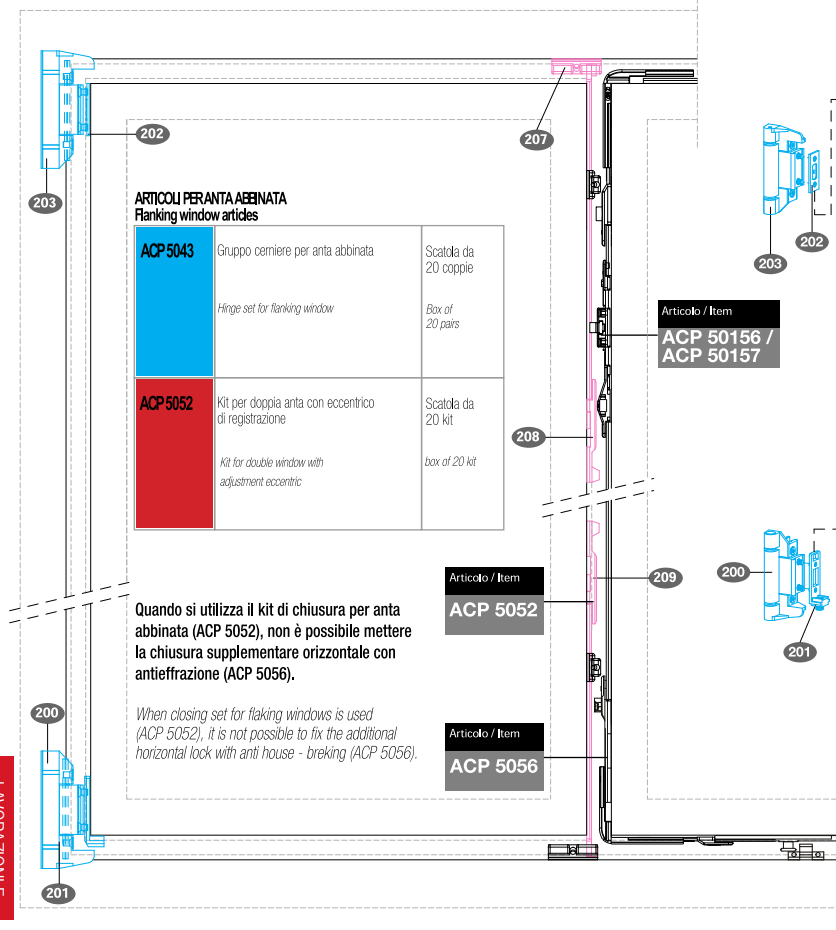 207
202
203
ARTICOLI PER ANTA ABBINATA
Flanking window articles
ACP 5043
Gruppo cerniere per anta abbinata
Scatola da
20 coppie
Hinge set for flanking window
Box of
20 pairs
ACP 5052
Kit per doppia anta con eccentrico
di registrazione
Scatola da
20 kit
Kit for double window with
adjustment eccentric
box of 20 kit
202
203
Articolo / Item
ACP 50156 /
ACP 50157
208
209
Articolo / Item
ACP 5052
200
201
Quando si utilizza il kit di chiusura per anta
abbinata (ACP 5052), non è possibile mettere
la chiusura supplementare orizzontale con
antieffrazione (ACP 5056).
When closing set for flaking windows is used
(ACP 5052), it is not possible to fix the additional
horizontal lock with anti house - breking (ACP 5056).
Articolo / Item
ACP 5056
200
201